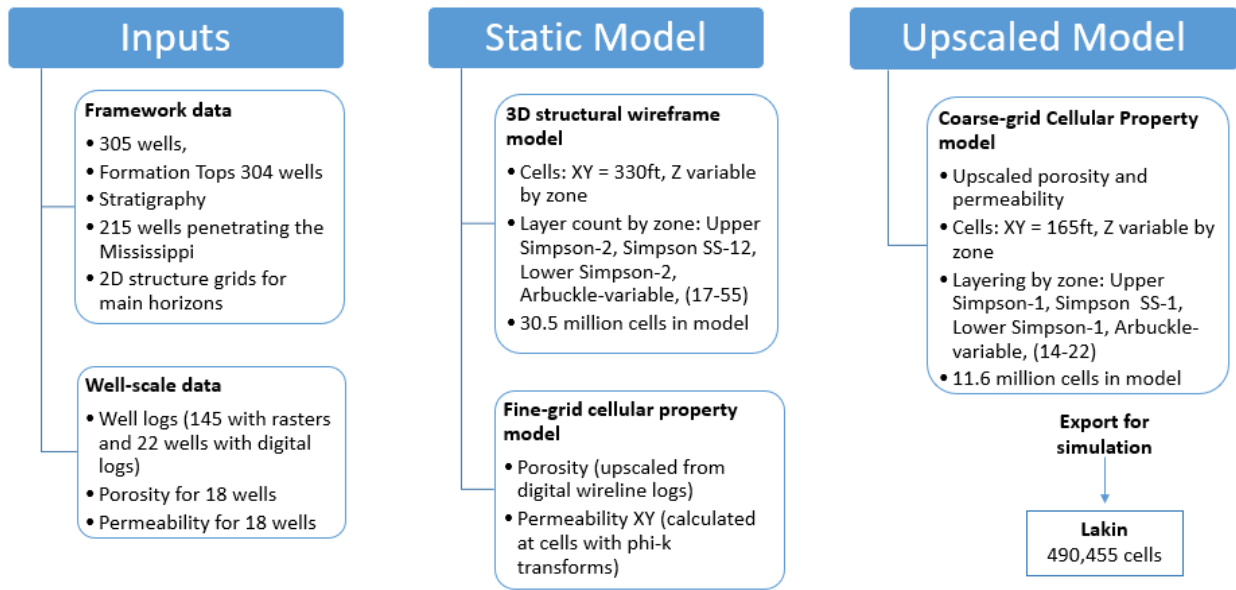 Inputs
Framework data
• 305 wells,
• Formation Tops 304 wells
• Stratigraphy
• 215 wells penetrating the
Mississippi
• 2D structure grids for
main horizons
Well-scale data
• Well logs (145 with rasters
and 22 wells with digital
logs)
• Porosity for 18 wells
• Permeability for 18 wells
Static Model
3D structural wireframe
model
• Cells: XY = 330ft, Z variable
by zone
• Layer count by zone: Upper
Simpson-2, Simpson SS-12,
Lower Simpson-2,
Arbuckle-variable, (17-55)
• 30.5 million cells in model
Fine-grid cellular property
model
• Porosity (upscaled from
digital wireline logs)
• Permeability XY (calculated
at cells with phi-k
transforms)
Upscaled Model
Coarse-grid Cellular Property
model
• Upscaled porosity and
permeability
• Cells: XY = 165ft, Z variable by
zone
• Layering by zone: Upper
Simpson-1, Simpson SS-1,
Lower Simpson-1, Arbuckle-
variable, (14-22)
• 11.6 million cells in model
Export for
simulation
Lakin
490,455 cells